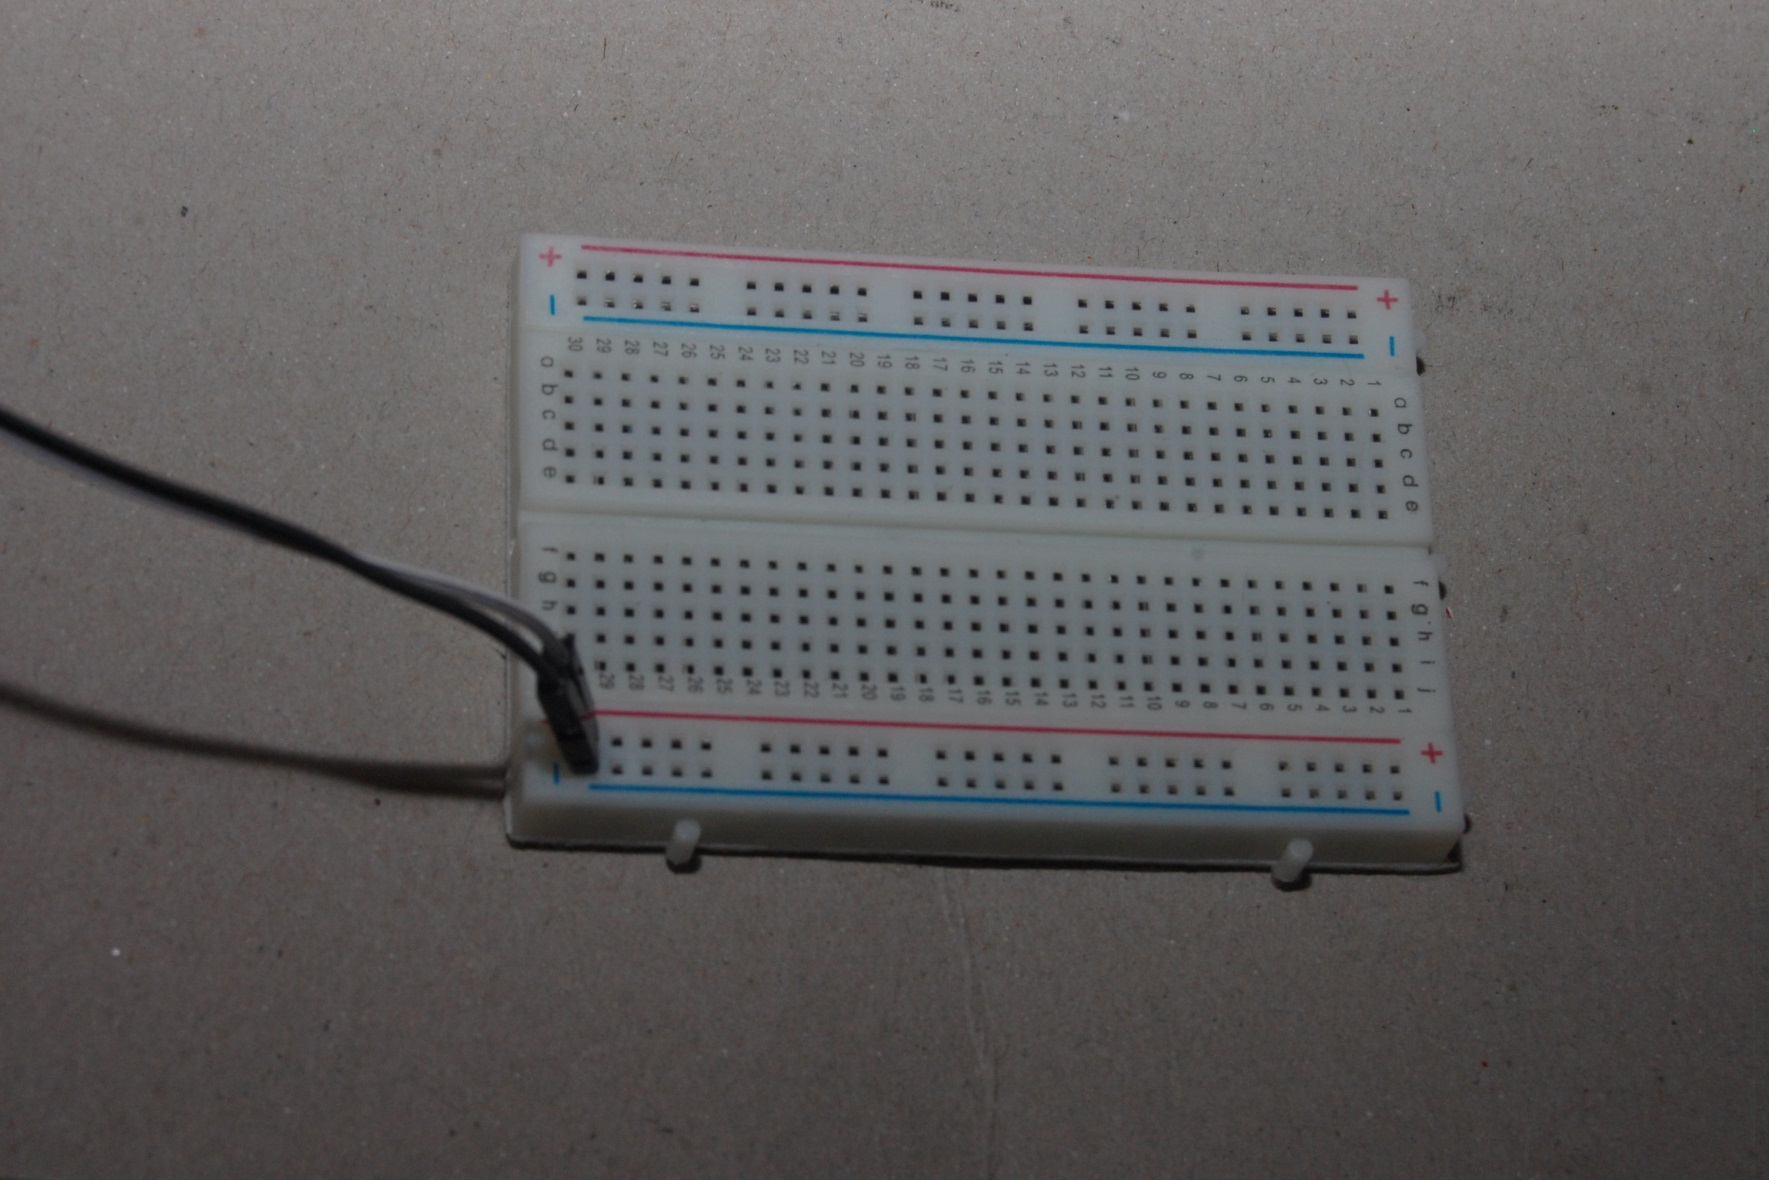 + +
- -
30 29 28 27 26 25 24 23 22 21 20 19 18 17 16 15 14 13 12 11 10 9 8 7 6 5 4 3 2 1
a a
b b
c c
d d
e e
f f
g g
h h
i
j
29 28 27 26 25 24 23 22 21 20 19 18 17 16 15 14 13 12 11 10 9 8 7 6 5 4 3 2 1
+
- -